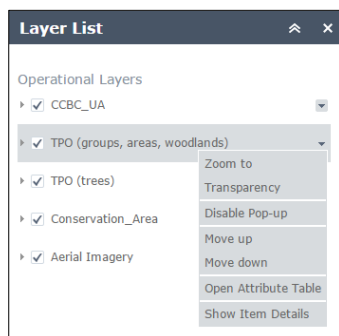 Layer List
Operational Layers
CCBC_UA
TPO (groups, areas, woodlands)
Zoom to
Transparency
TPO (trees)
Disable Pop-up
Conservation_Area
Move up
Move down
Aerial Imagery
Open Attribute Table
Show Item Details